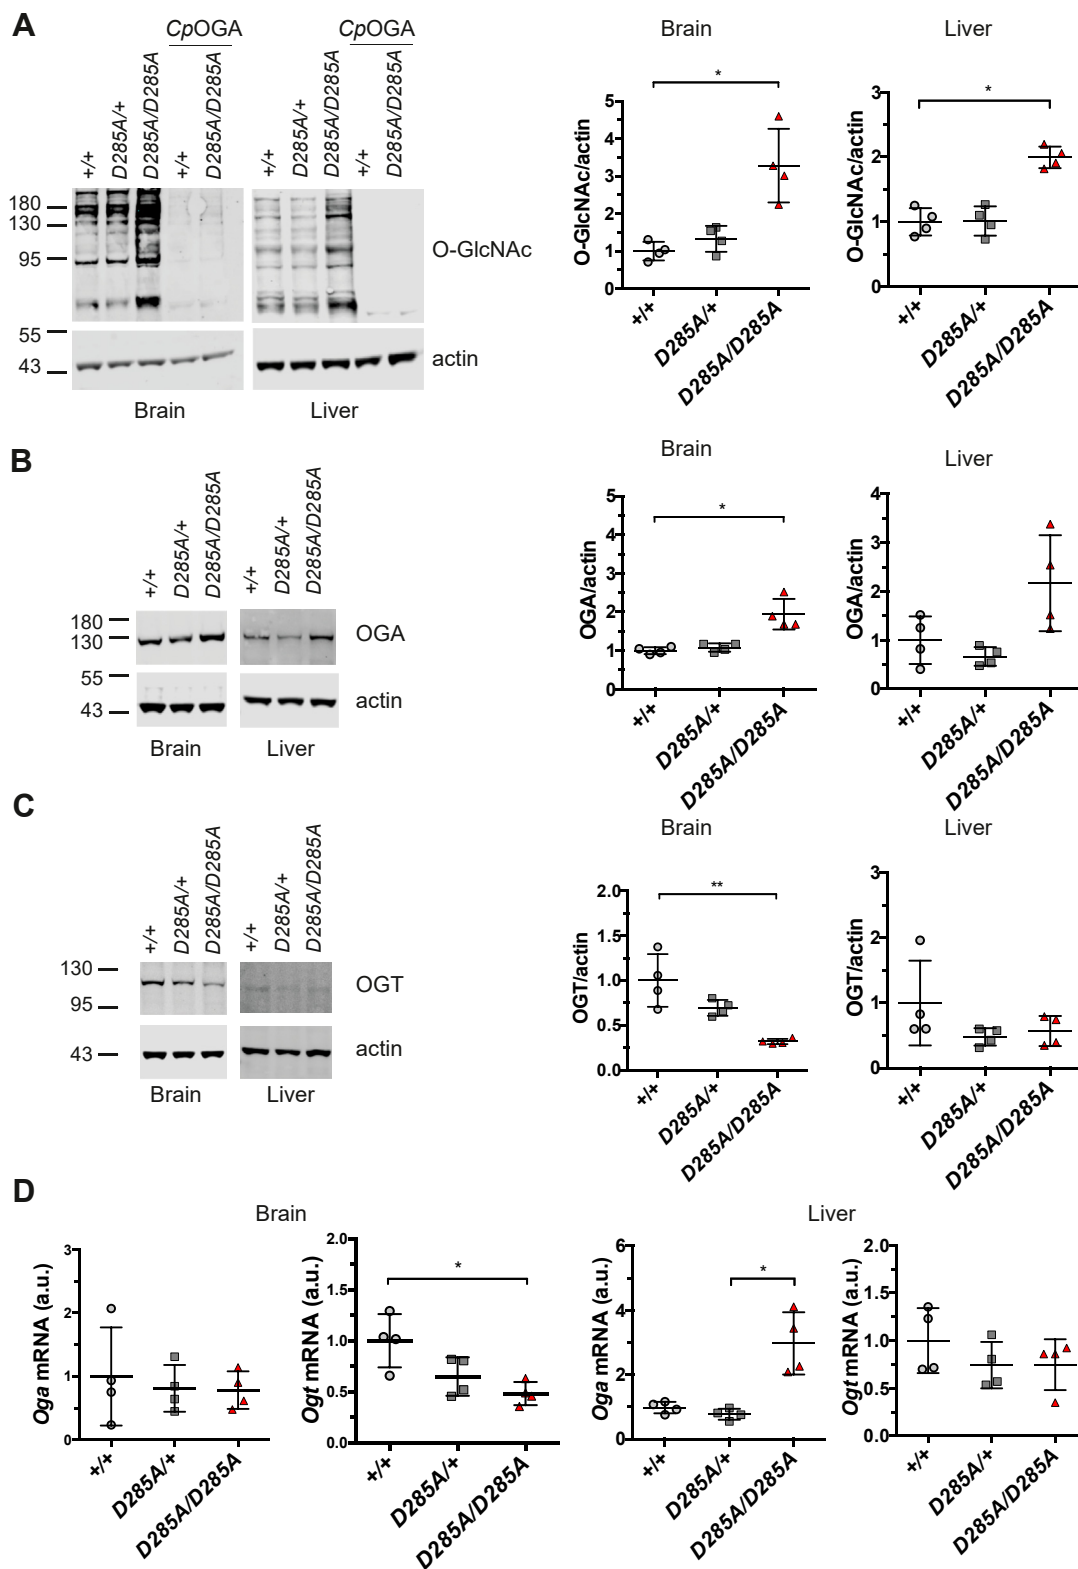 A
CpOGA
CpOGA
+/+
D285A/+
D285A/D285A
+/+
D285A/D285A
+/+
D285A/+
D285A/D285A
+/+
D285A/D285A
180
130
95
55
43
O-GlcNAc
actin
Brain
Liver
Brain
O-GlcNAc/actin
5
4
3
2
1
0
*
+/+
D285A/+
D285A/D285A
Liver
O-GlcNAc/actin
3
2
1
0
*
+/+
D285A/+
D285A/D285A
B
+/+
D285A/+
D285A/D285A
+/+
D285A/+
D285A/D285A
180
130
55
43
OGA
actin
Brain
Liver
Brain
OGA/actin
5
4
3
2
1
0
*
+/+
D285A/+
D285A/D285A
Liver
OGA/actin
4
3
2
1
0
+/+
D285A/+
D285A/D285A
C
+/+
D285A/+
D285A/D285A
+/+
D285A/+
D285A/D285A
130
95
43
OGT
actin
Brain
Liver
Brain
OGT/actin
2.0
1.5
1.0
0.5
0.0
**
+/+
D285A/+
D285A/D285A
Liver
OGT/actin
3
2
1
0
+/+
D285A/+
D285A/D285A
D
Brain
Oga mRNA (a.u.)
3
2
1
0
+/+
D285A/+
D285A/D285A
Ogt mRNA (a.u.)
2.0
1.5
1.0
0.5
0.0
*
+/+
D285A/+
D285A/D285A
Liver
Oga mRNA (a.u.)
6
4
2
0
*
+/+
D285A/+
D285A/D285A
Ogt mRNA (a.u.)
2.0
1.5
1.0
0.5
0.0
+/+
D285A/+
D285A/D285A